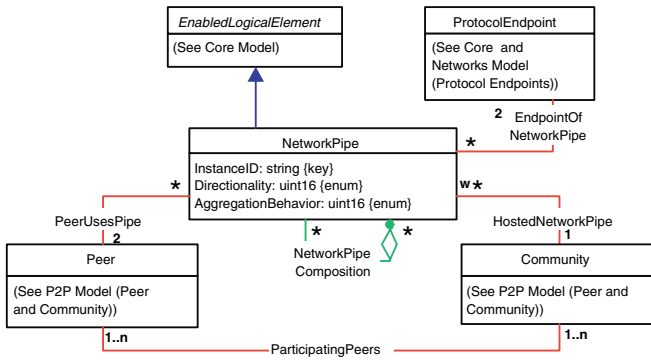 EnabledLogicalElement
(See Core Model)
ProtocolEndpoint
(See Core and
Networks Model
(Protocol Endpoints))
2
EndpointOf
NetworkPipe
*
NetworkPipe
InstanceID: string {key}
Directionality: uint16 {enum}
AggregationBehavior: uint16 {enum}
*
w*
PeerUsesPipe
2
*
*
NetworkPipe
Composition
HostedNetworkPipe
1
Peer
(See P2P Model (Peer
and Community))
1..n
Community
(See P2P Model (Peer and
Community))
1..n
ParticipatingPeers